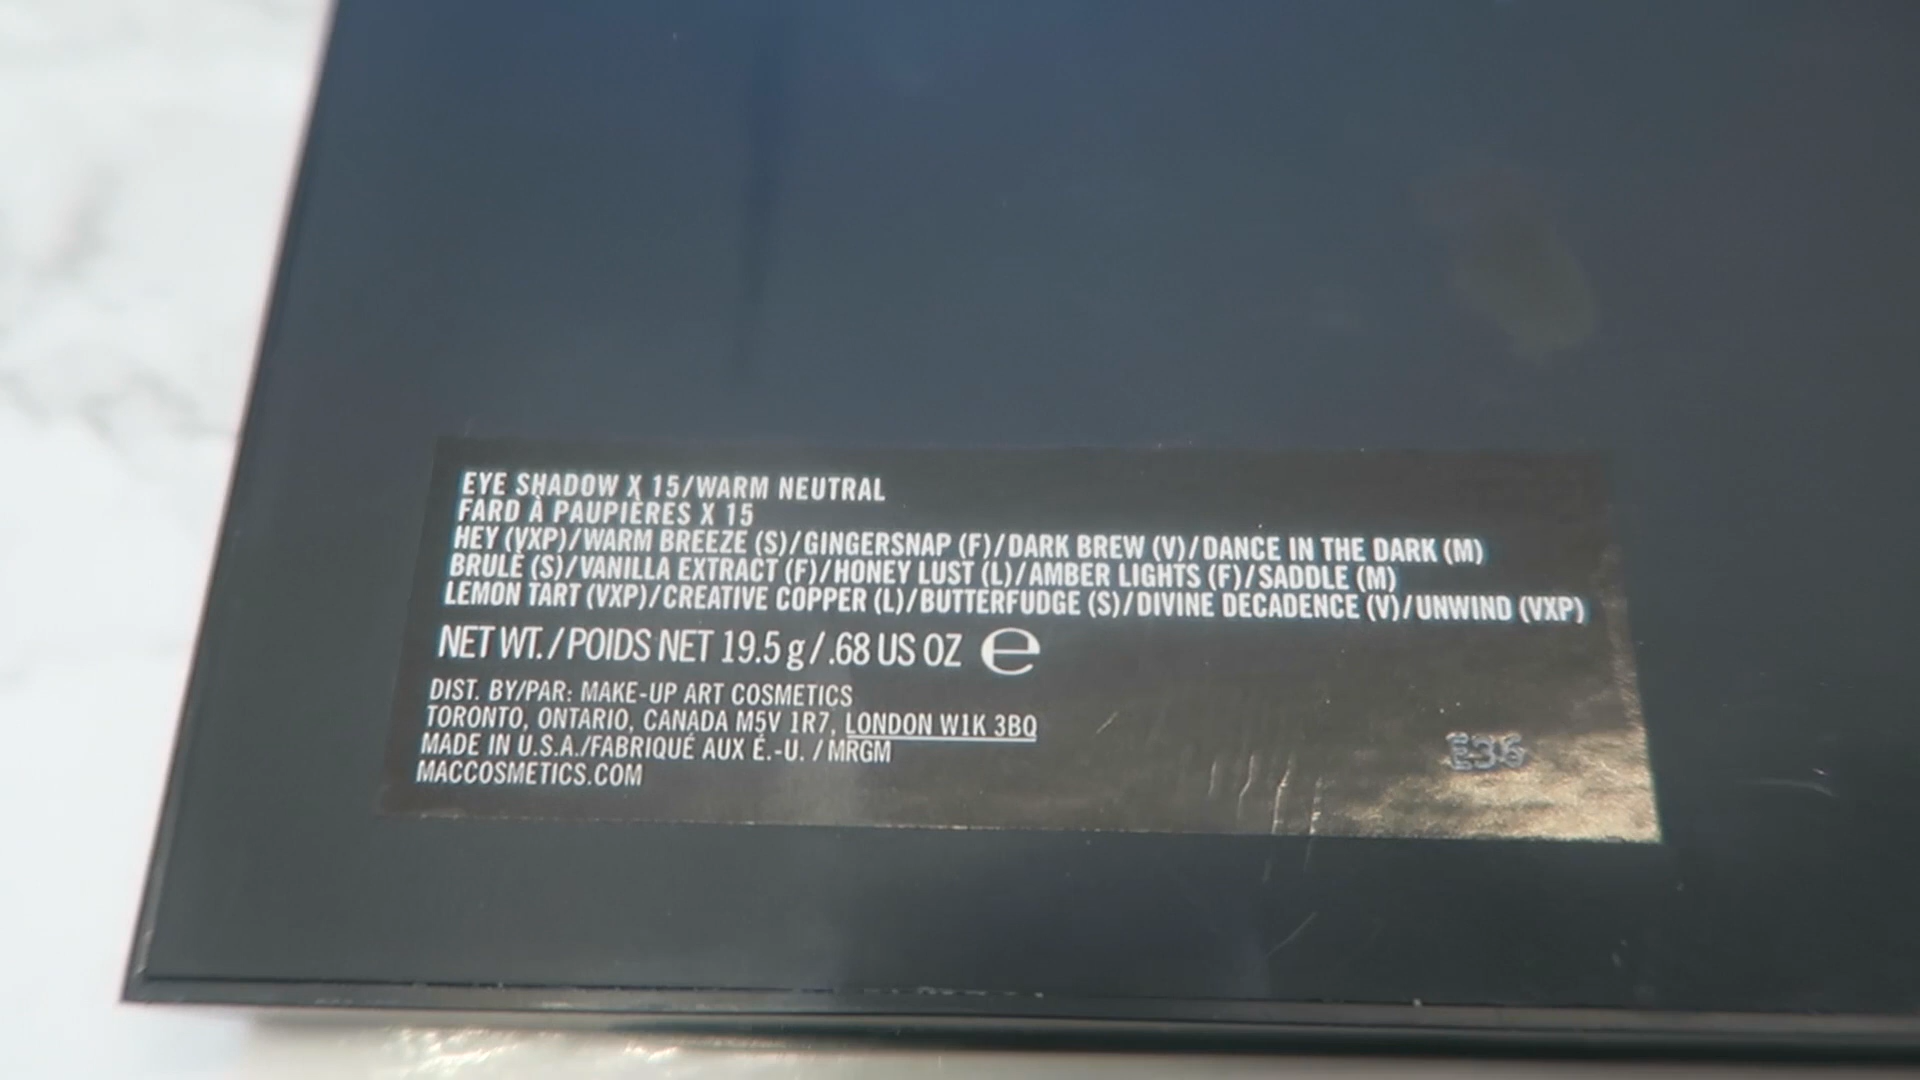 EYE SHADOW X 15/WARM NEUTRAL
FARD À PAUPIÈRES X 15
HEY (VXP)/WARM BREEZE (S)/GINGERSNAP (F)/DARK BREW (V)/DANCE IN THE DARK (M)
BRULÉ (S)/VANILLA EXTRACT (F)/HONEY LUST (L)/AMBER LIGHTS (F)/SADDLE (M)
LEMON TART (VXP)/CREATIVE COPPER (L)/BUTTERFUDGE (S)/DIVINE DECADENCE (V)/UNWIND (VXP)
NET WT./POIDS NET 19.5 g/.68 US OZ e
DIST. BY/PAR: MAKE-UP ART COSMETICS
TORONTO, ONTARIO, CANADA M5V 1R7, LONDON W1K 3BQ
MADE IN U.S.A./FABRIQUÉ AUX É.-U. / MRGM
MACCOSMETICS.COM
E36